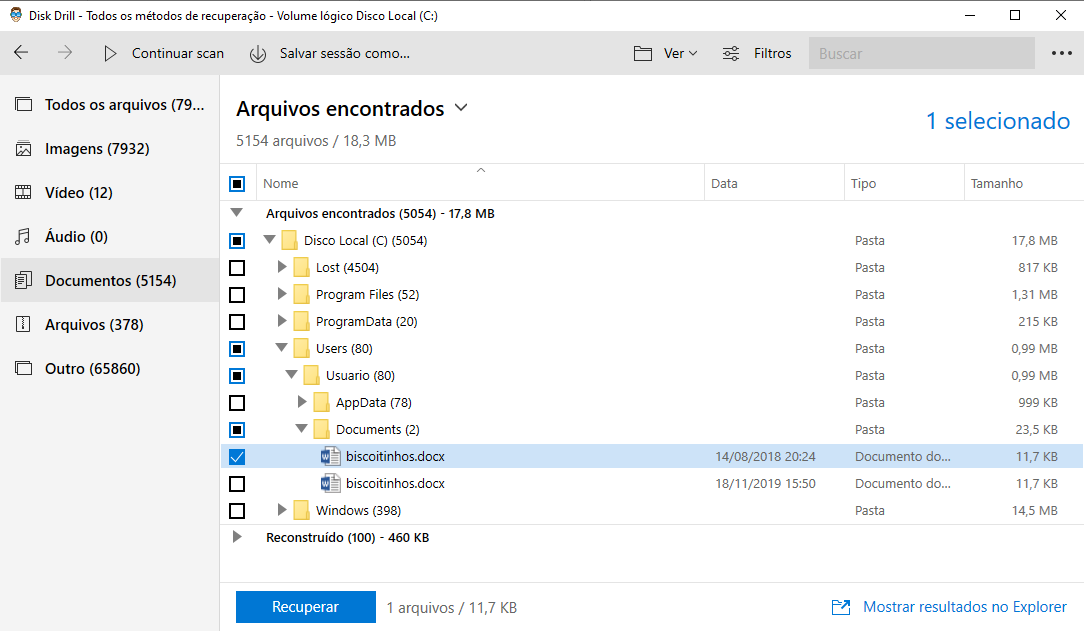 Disk Drill - Todos os métodos de recuperação - Volume lógico Disco Local (C:)
Continuar scan
Salvar sessão como...
Ver
Filtros
Buscar
Todos os arquivos (79...
Imagens (7932)
Vídeo (12)
Áudio (0)
Documentos (5154)
Arquivos (378)
Outro (65860)
Arquivos encontrados
5154 arquivos / 18,3 MB
1 selecionado
Nome Data Tipo Tamanho
Arquivos encontrados (5054) - 17,8 MB
Disco Local (C) (5054) Pasta 17,8 MB
Lost (4504) Pasta 817 KB
Program Files (52) Pasta 1,31 MB
ProgramData (20) Pasta 215 KB
Users (80) Pasta 0,99 MB
Usuario (80) Pasta 0,99 MB
AppData (78) Pasta 999 KB
Documents (2) Pasta 23,5 KB
biscoitinhos.docx 14/08/2018 20:24 Documento do... 11,7 KB
biscoitinhos.docx 18/11/2019 15:50 Documento do... 11,7 KB
Windows (398) Pasta 14,5 MB
Reconstruído (100) - 460 KB
Recuperar
1 arquivos / 11,7 KB
Mostrar resultados no Explorer